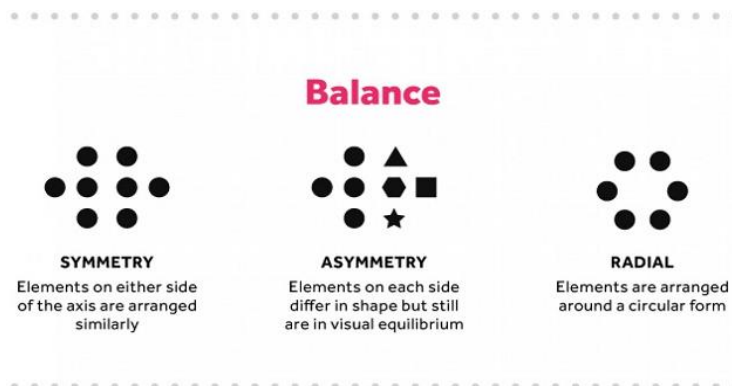 Balance
SYMMETRY
Elements on either side
of the axis are arranged
similarly
ASYMMETRY
Elements on each side
differ in shape but still
are in visual equilibrium
RADIAL
Elements are arranged
around a circular form